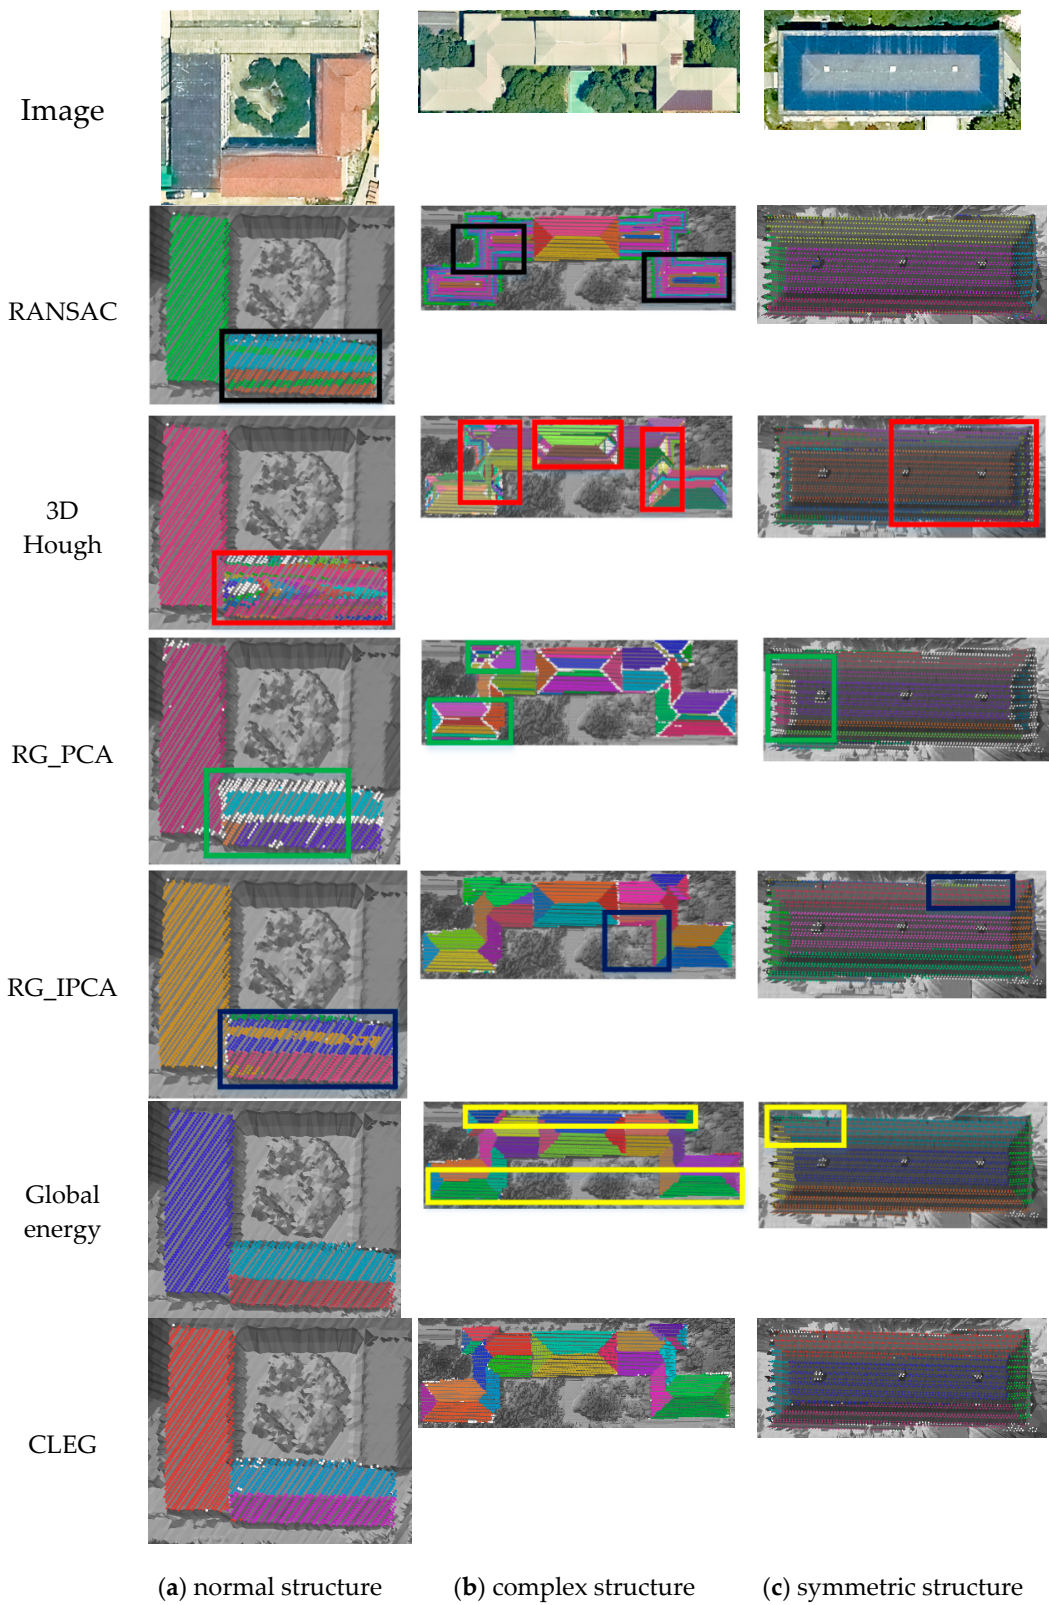 Image
RANSAC
3D
Hough
RG_PCA
RG_IPCA
Global
energy
CLEG
(a) normal structure
(b) complex structure
(c) symmetric structure